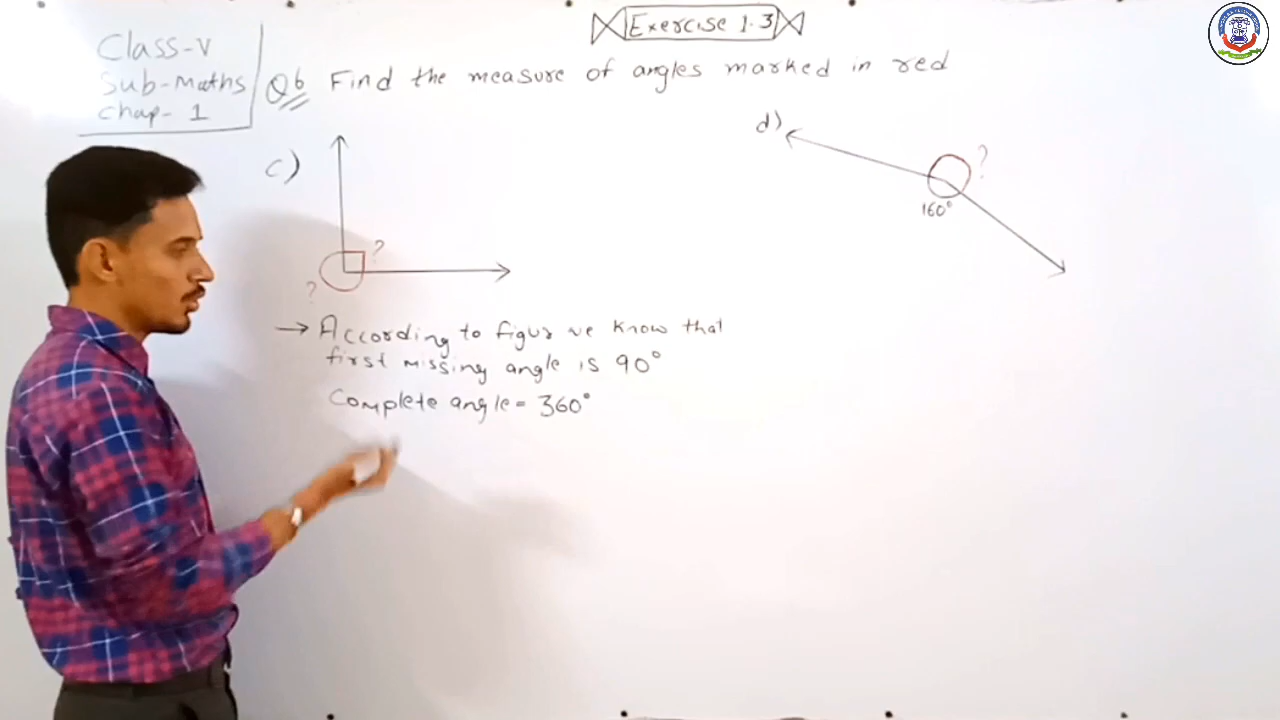 Exercise 1.3
Class-V
Sub-Maths
Chap- 1
Q6 Find the measure of angles marked in red
c)
?
?
d)
?
160°
→ According to figur we know that
first missing angle is 90°
Complete angle = 360°